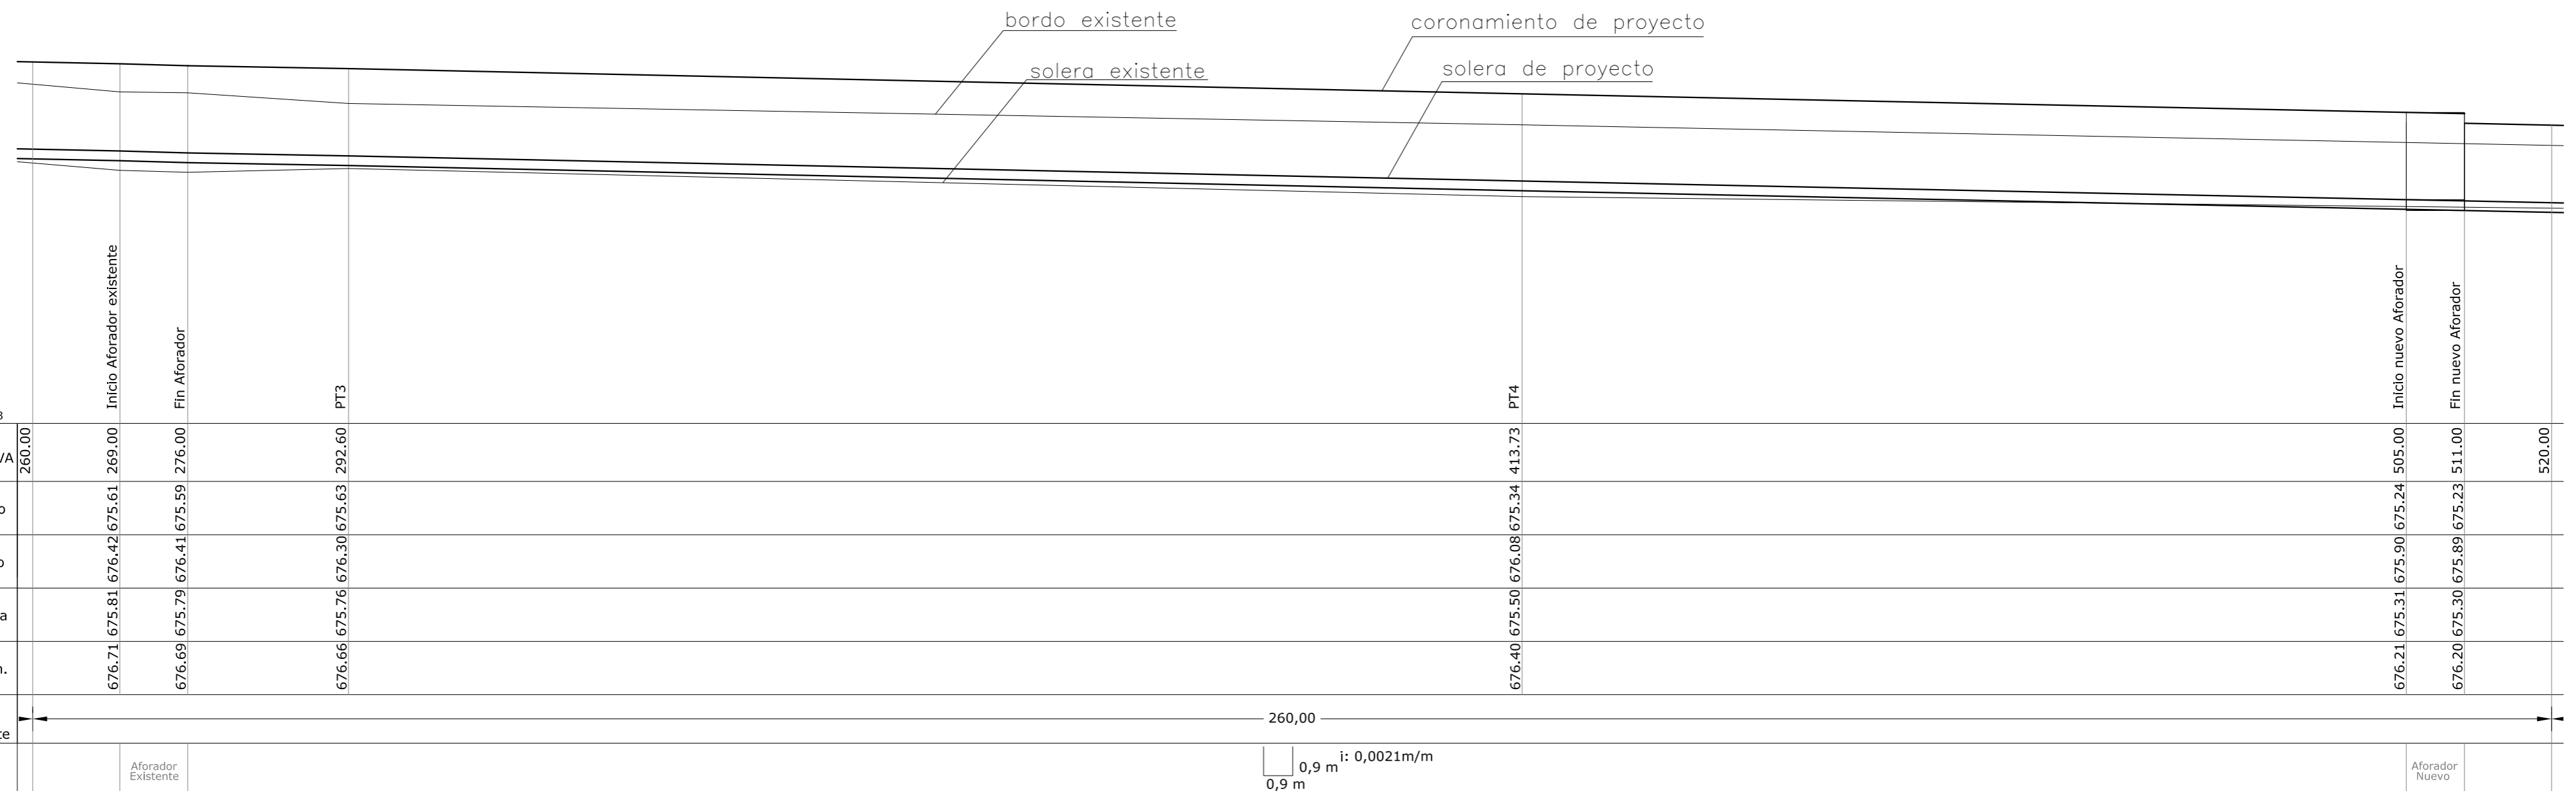 bordo existente
coronamiento de proyecto
solera existente
solera de proyecto
Inicio Aforador existente
Fin Aforador
PT3
PT4
Inicio nuevo Aforador
Fin nuevo Aforador
3
VA 260.00 269.00 276.00 292.60 413.73 505.00 511.00 520.00
o 675.61 675.59 675.63 675.34 675.24 675.23
o 676.42 676.41 676.30 676.08 675.90 675.89
a 675.81 675.79 675.76 675.50 675.31 675.30
n. 676.71 676.69 676.66 676.40 676.21 676.20
260,00
te
Aforador
Existente
i: 0,0021m/m
0,9 m
0,9 m
Aforador
Nuevo